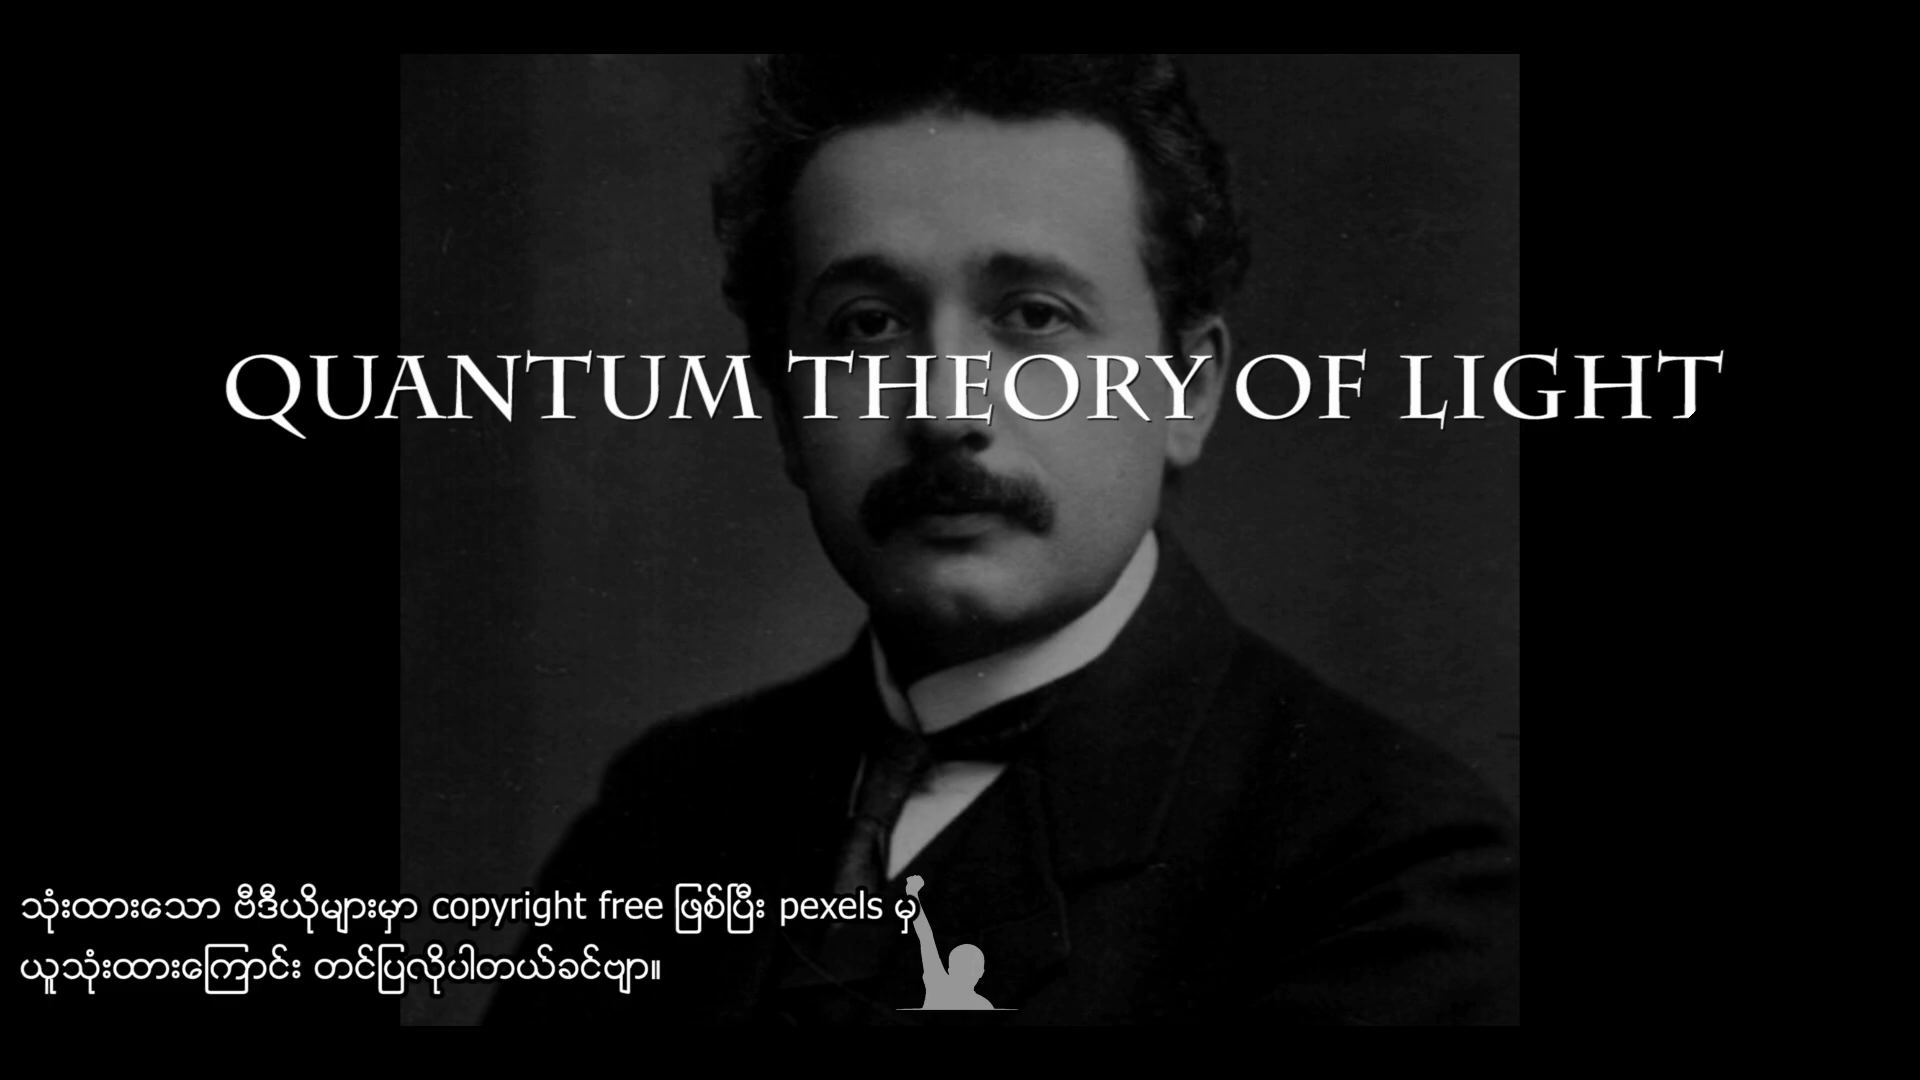 QUANTUM THEORY OF LIGHT
သုံးထားသော ဗီဒီယိုများမှာ copyright free ဖြစ်ပြီး pexels မှ
ယူသုံးထားကြောင်း တင်ပြလိုပါတယ်ခင်ဗျာ။